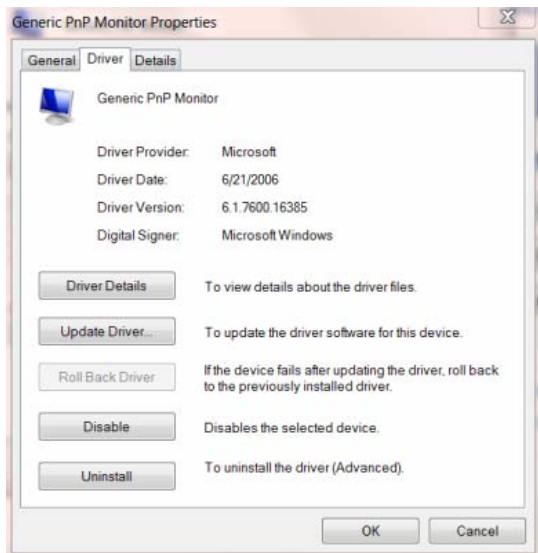 Generic PnP Monitor Properties
General Driver Details
Generic PnP Monitor
Driver Provider: Microsoft
Driver Date: 6/21/2006
Driver Version: 6.1.7600.16385
Digital Signer: Microsoft Windows
Driver Details To view details about the driver files.
Update Driver... To update the driver software for this device.
Roll Back Driver If the device fails after updating the driver, roll back
to the previously installed driver.
Disable Disables the selected device.
Uninstall To uninstall the driver (Advanced).
OK Cancel